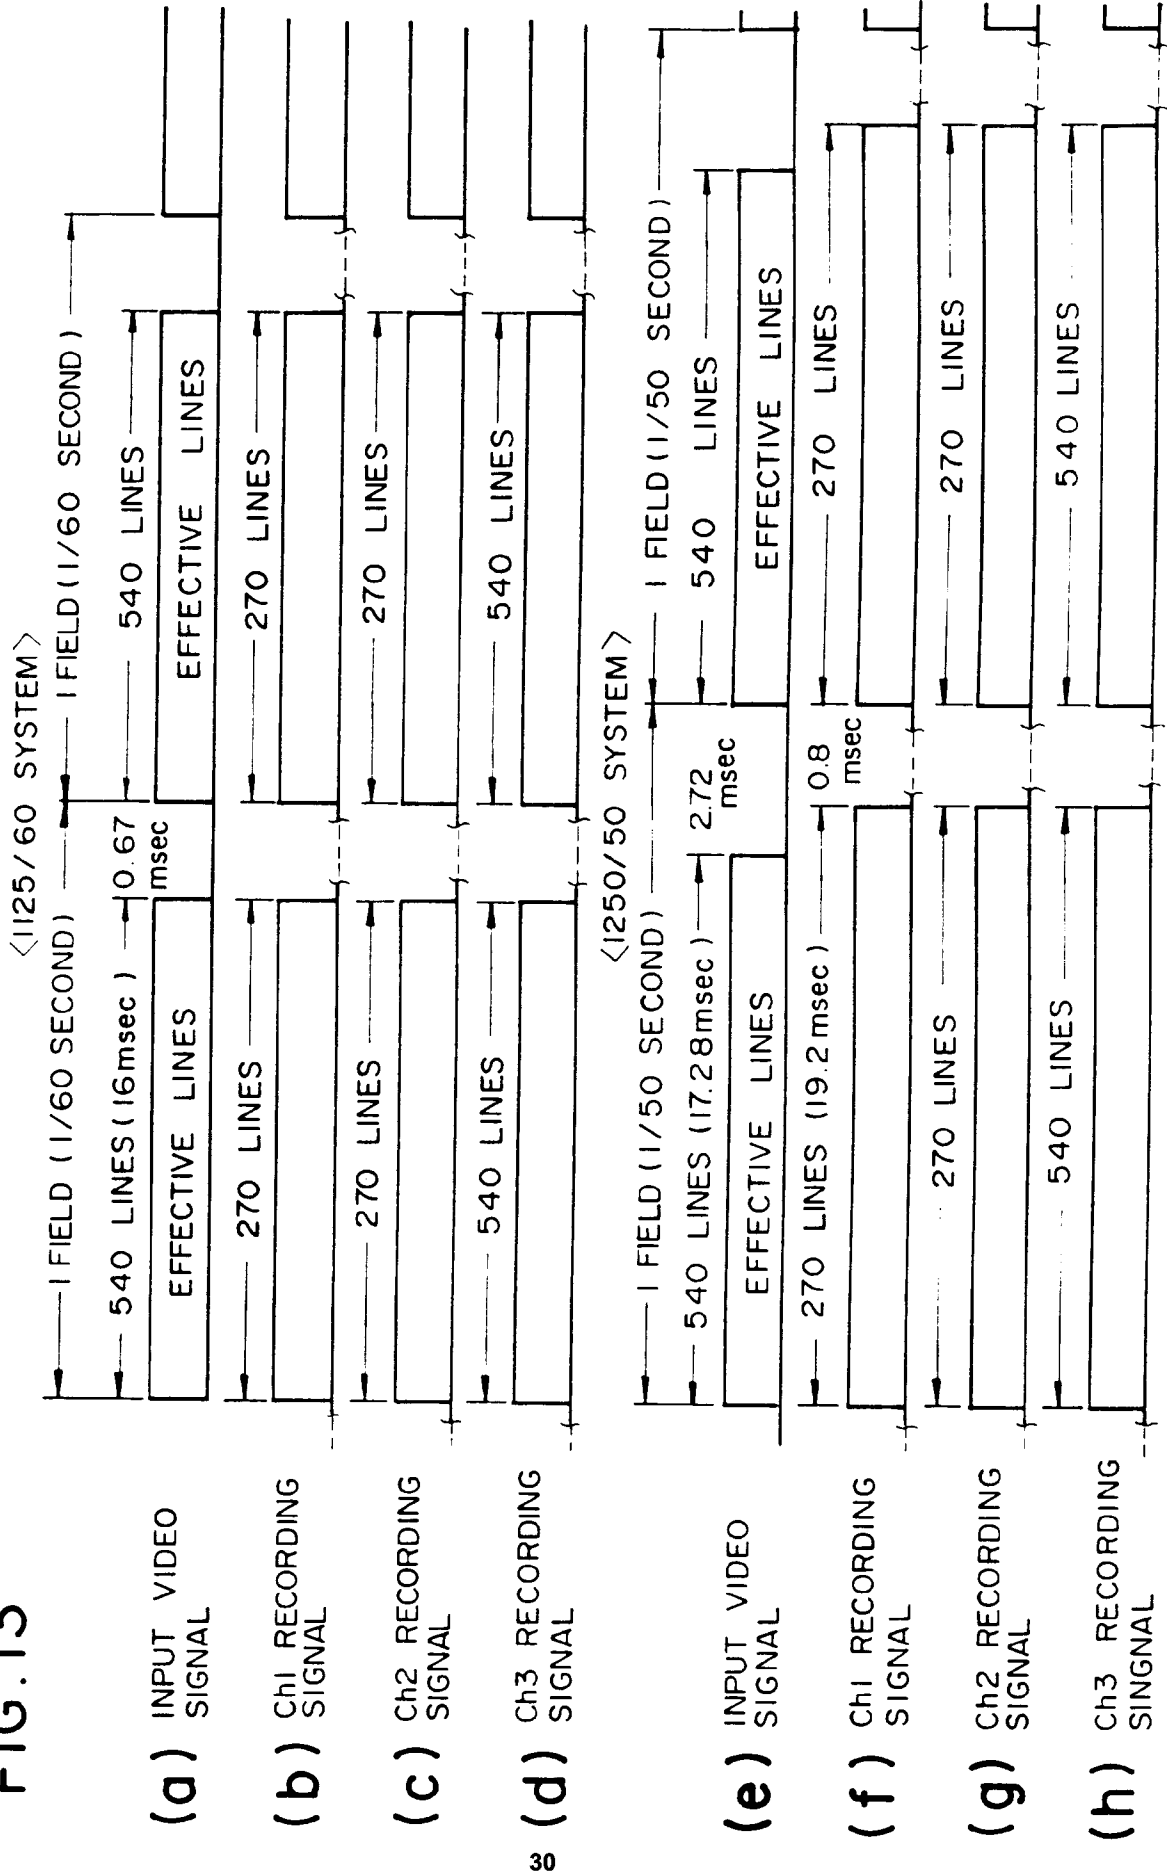 FIG.13
<1125/60 SYSTEM>
1 FIELD (1/60 SECOND)
1 FIELD (1/60 SECOND)
540 LINES (16msec)
0.67
msec
540 LINES
(a) INPUT VIDEO
SIGNAL
EFFECTIVE LINES
EFFECTIVE LINES
270 LINES
270 LINES
(b) Ch1 RECORDING
SIGNAL
270 LINES
270 LINES
(c) Ch2 RECORDING
SIGNAL
540 LINES
540 LINES
(d) Ch3 RECORDING
SIGNAL
<1250/50 SYSTEM>
1 FIELD (1/50 SECOND)
1 FIELD (1/50 SECOND)
540 LINES (17.28msec)
2.72
msec
540 LINES
(e) INPUT VIDEO
SIGNAL
EFFECTIVE LINES
EFFECTIVE LINES
270 LINES (19.2msec)
0.8
msec
270 LINES
(f) Ch1 RECORDING
SIGNAL
270 LINES
270 LINES
(g) Ch2 RECORDING
SIGNAL
540 LINES
540 LINES
(h) Ch3 RECORDING
SINGNAL
30